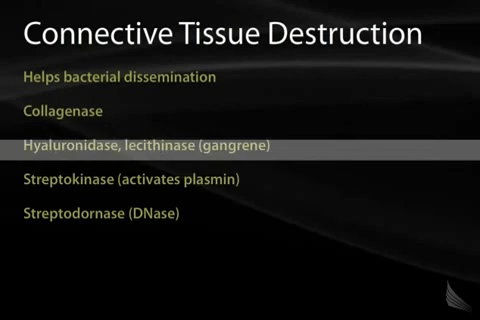 Connective Tissue Destruction
Helps bacterial dissemination
Collagenase
Hyaluronidase, lecithinase (gangrene)
Streptokinase (activates plasmin)
Streptodornase (DNase)